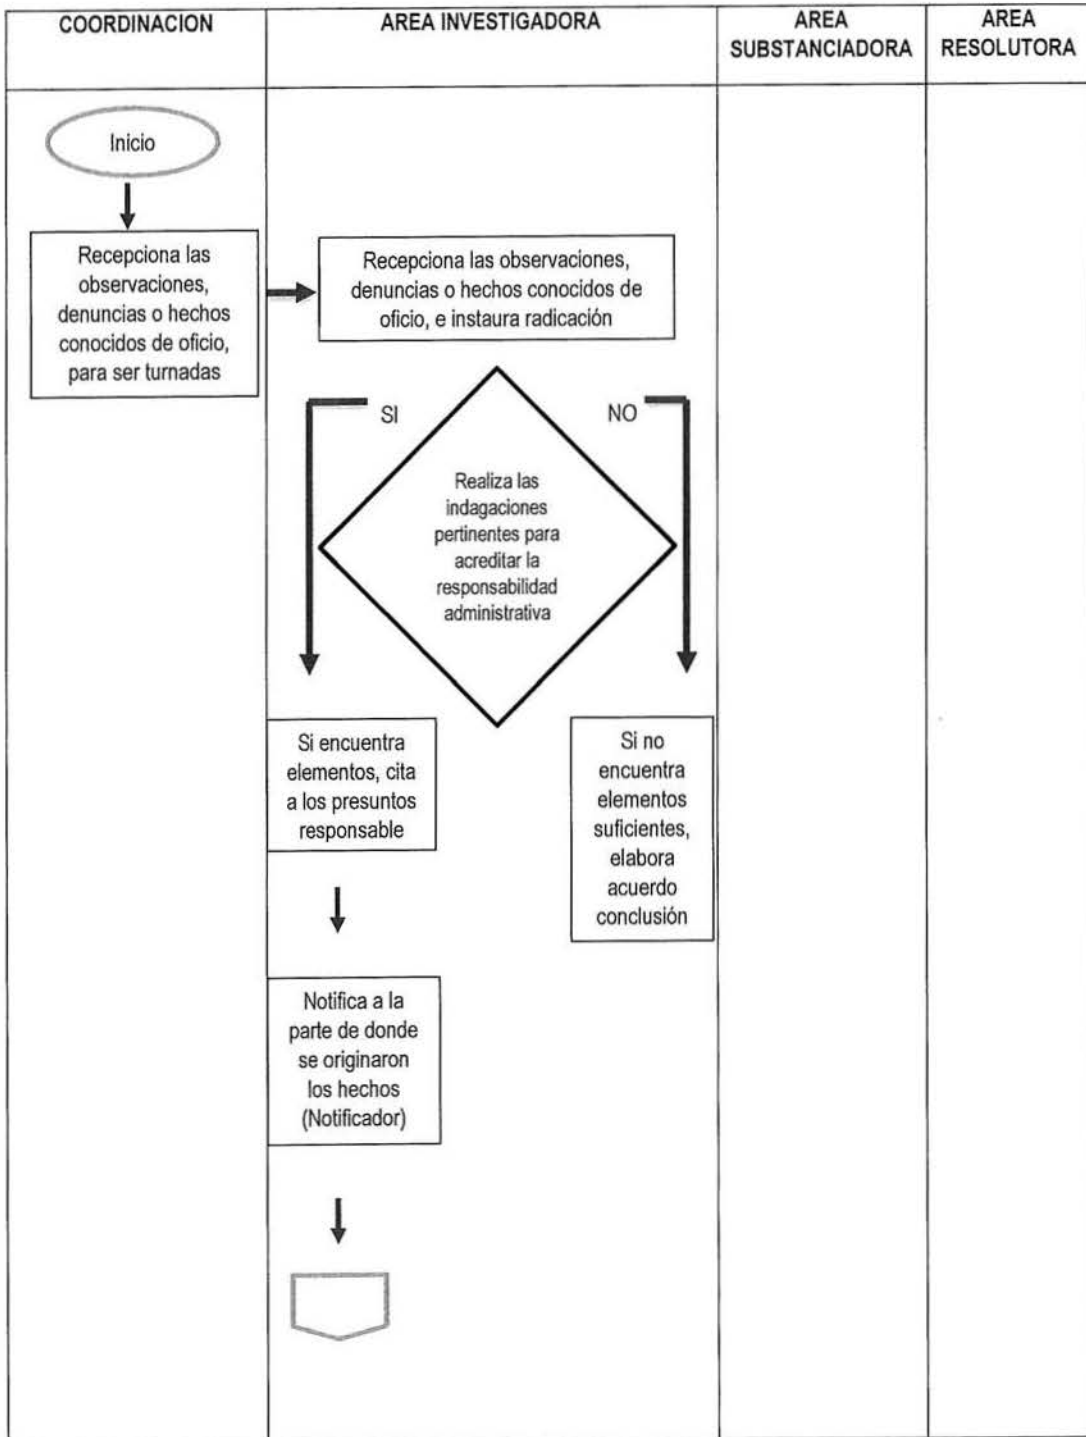 COORDINACION
AREA INVESTIGADORA
AREA
SUBSTANCIADORA
AREA
RESOLUTORA
Inicio
Recepciona las
observaciones,
denuncias o hechos
conocidos de oficio,
para ser turnadas
Recepciona las observaciones,
denuncias o hechos conocidos de
oficio, e instaura radicación
SI
NO
Realiza las
indagaciones
pertinentes para
acreditar la
responsabilidad
administrativa
Si encuentra
elementos, cita
a los presuntos
responsable
Si no
encuentra
elementos
suficientes,
elabora
acuerdo
conclusión
Notifica a la
parte de donde
se originaron
los hechos
(Notificador)